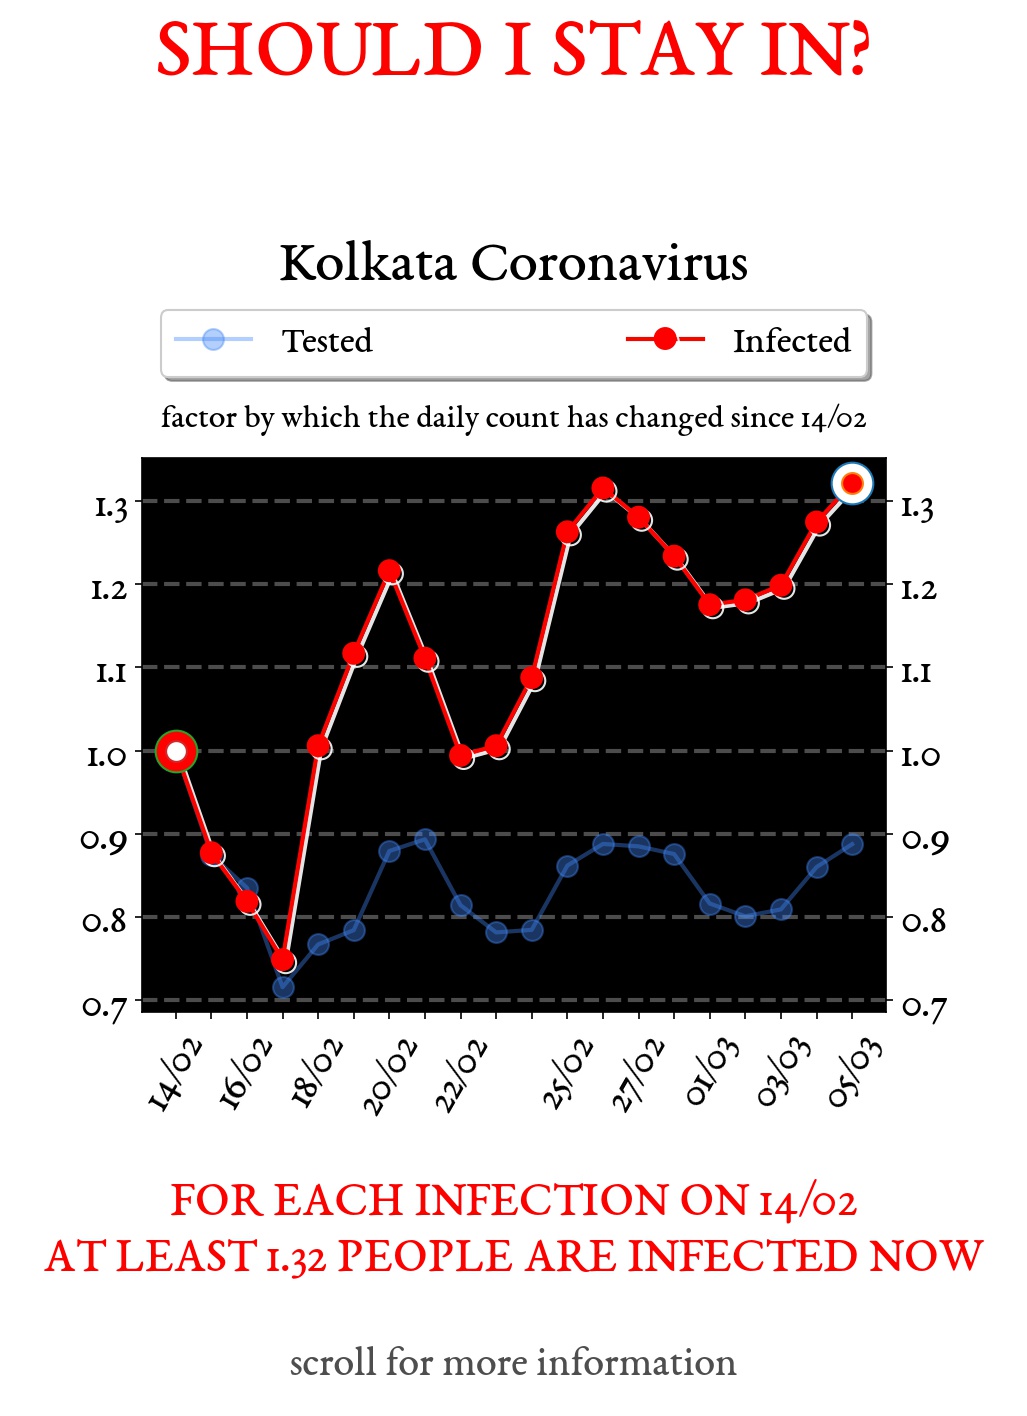 SHOULD I STAY IN?
Kolkata Coronavirus
Tested Infected
factor by which the daily count has changed since 14/02
1.3 1.3
1.2 1.2
1.1 1.1
1.0 1.0
0.9 0.9
0.8 0.8
0.7 0.7
14/02 16/02 18/02 20/02 22/02 25/02 27/02 01/03 03/03 05/03
FOR EACH INFECTION ON 14/02
AT LEAST 1.32 PEOPLE ARE INFECTED NOW
scroll for more information